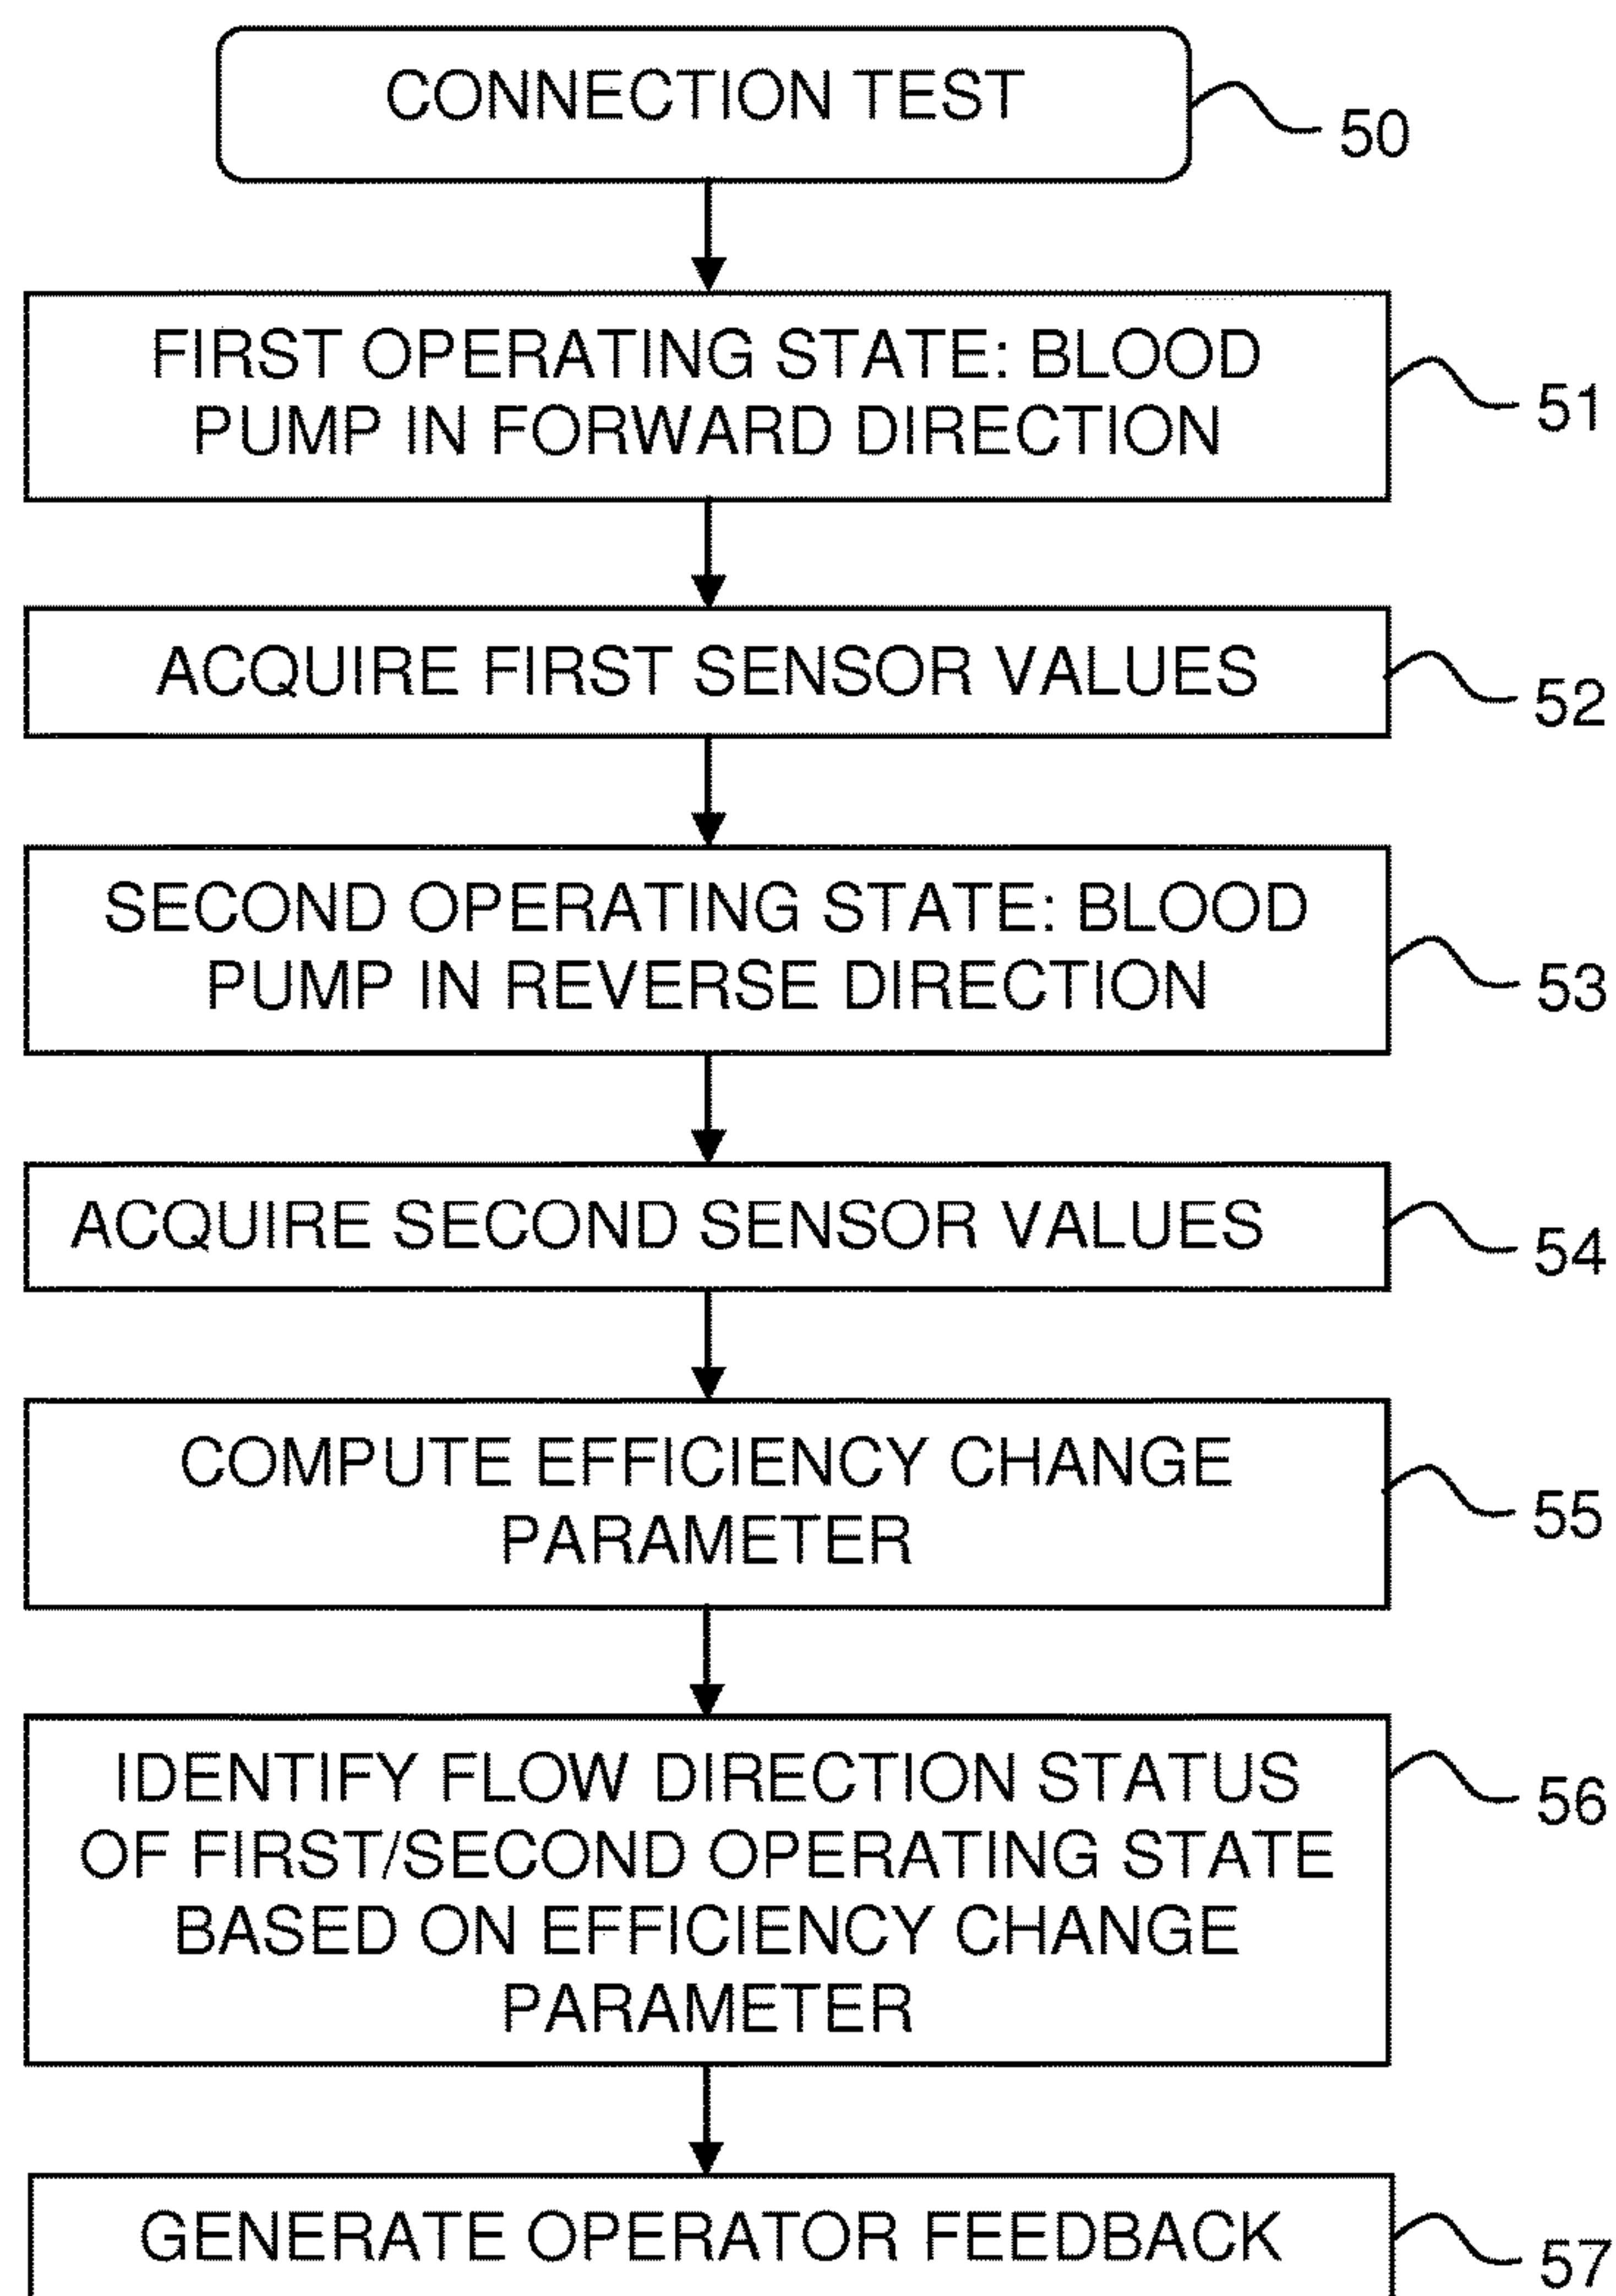 CONNECTION TEST
50
FIRST OPERATING STATE: BLOOD
PUMP IN FORWARD DIRECTION
51
ACQUIRE FIRST SENSOR VALUES
52
SECOND OPERATING STATE: BLOOD
PUMP IN REVERSE DIRECTION
53
ACQUIRE SECOND SENSOR VALUES
54
COMPUTE EFFICIENCY CHANGE
PARAMETER
55
IDENTIFY FLOW DIRECTION STATUS
OF FIRST/SECOND OPERATING STATE
BASED ON EFFICIENCY CHANGE
PARAMETER
56
GENERATE OPERATOR FEEDBACK
57